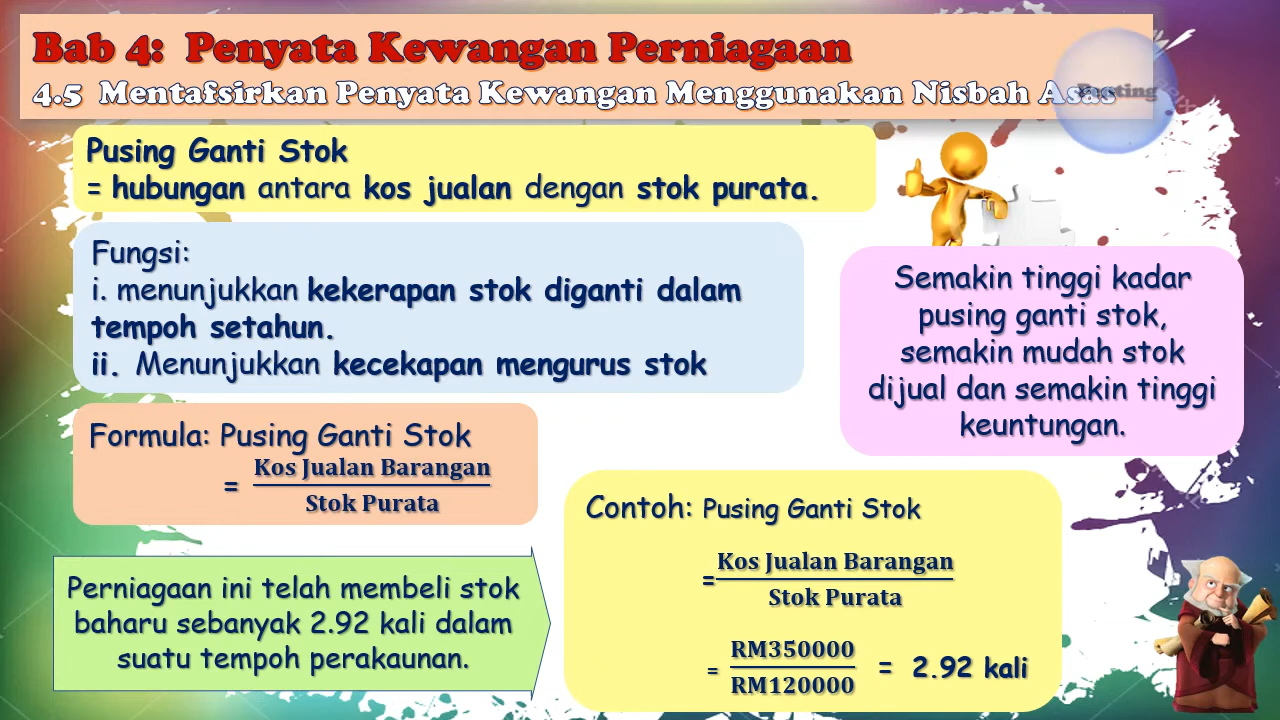 Bab 4: Penyata Kewangan Perniagaan
4.5 Mentafsirkan Penyata Kewangan Menggunakan Nisbah Asas
Pusing Ganti Stok
= hubungan antara kos jualan dengan stok purata.
Fungsi:
i. menunjukkan kekerapan stok diganti dalam
tempoh setahun.
ii. Menunjukkan kecekapan mengurus stok
Semakin tinggi kadar
pusing ganti stok,
semakin mudah stok
dijual dan semakin tinggi
keuntungan.
Formula: Pusing Ganti Stok
= Kos Jualan Barangan
Stok Purata
Contoh: Pusing Ganti Stok
= Kos Jualan Barangan
Stok Purata
= RM350000
RM120000
= 2.92 kali
Perniagaan ini telah membeli stok
baharu sebanyak 2.92 kali dalam
suatu tempoh perakaunan.